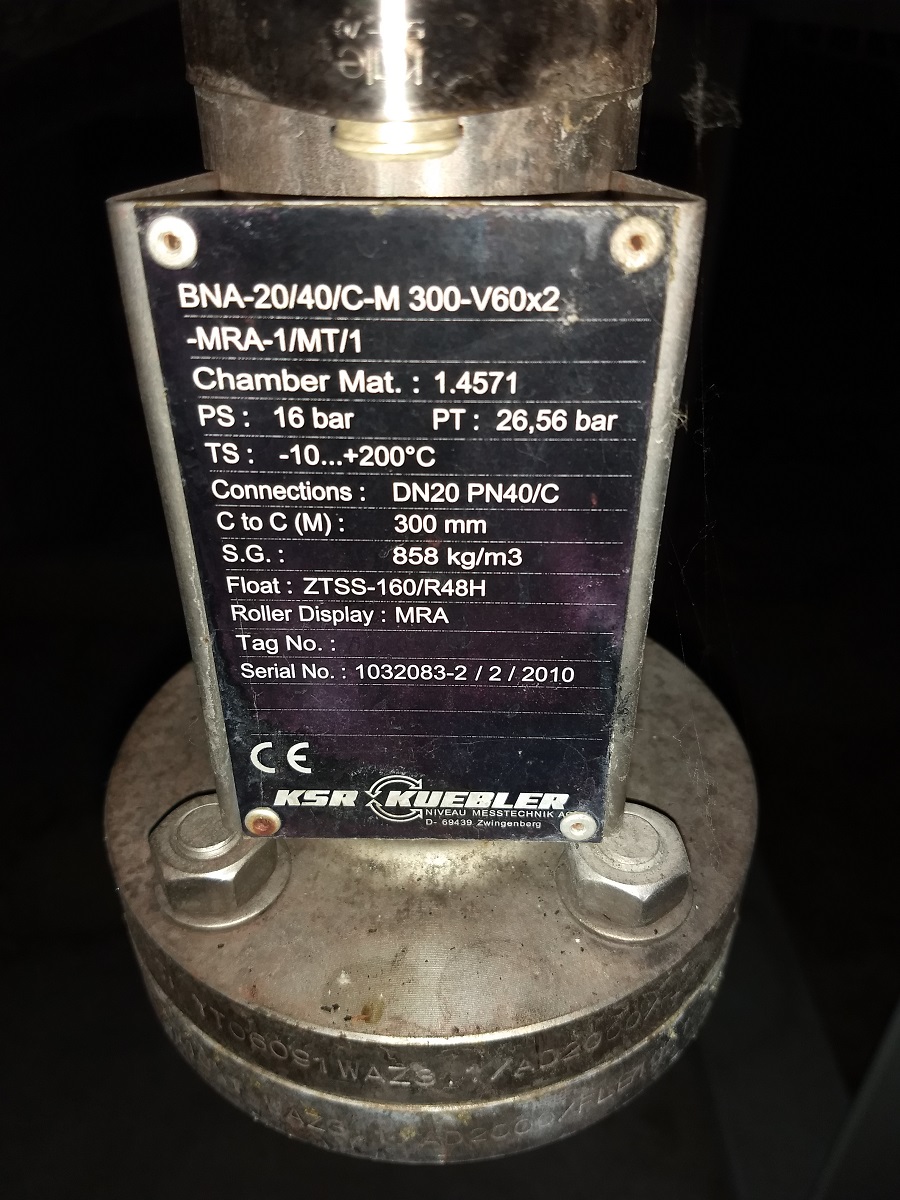 BNA-20/40/C-M 300-V60x2
-MRA-1/MT/1
Chamber Mat. : 1.4571
PS : 16 bar PT : 26,56 bar
TS : -10...+200°C
Connections : DN20 PN40/C
C to C (M) : 300 mm
S.G. : 858 kg/m3
Float : ZTSS-160/R48H
Roller Display : MRA
Tag No. :
Serial No. : 1032083-2 / 2 / 2010
CE
KSR KUEBLER
NIVEAU MESSTECHNIK
D- 69439 Zwingenberg